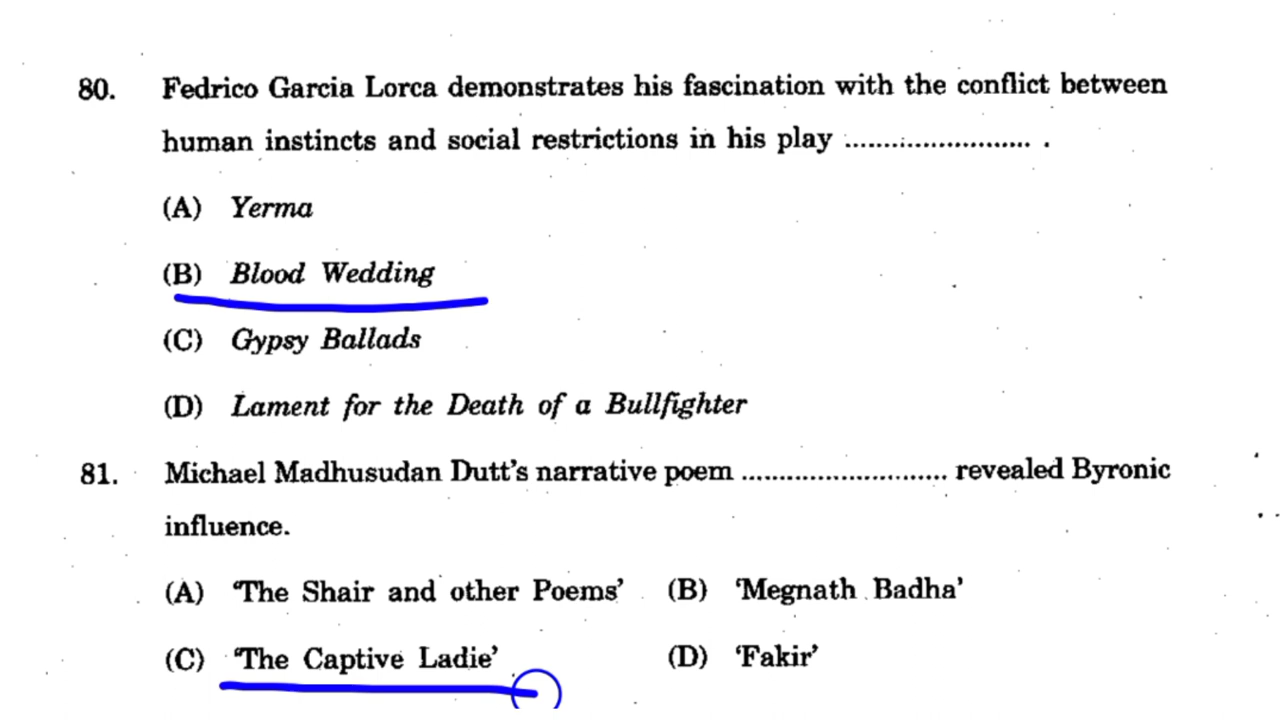 80. Fedrico Garcia Lorca demonstrates his fascination with the conflict between
human instincts and social restrictions in his play ......................... .
(A) Yerma
(B) Blood Wedding
(C) Gypsy Ballads
(D) Lament for the Death of a Bullfighter
81. Michael Madhusudan Dutt's narrative poem ........................... revealed Byronic
influence.
(A) 'The Shair and other Poems' (B) 'Megnath Badha'
(C) 'The Captive Ladie' (D) 'Fakir'